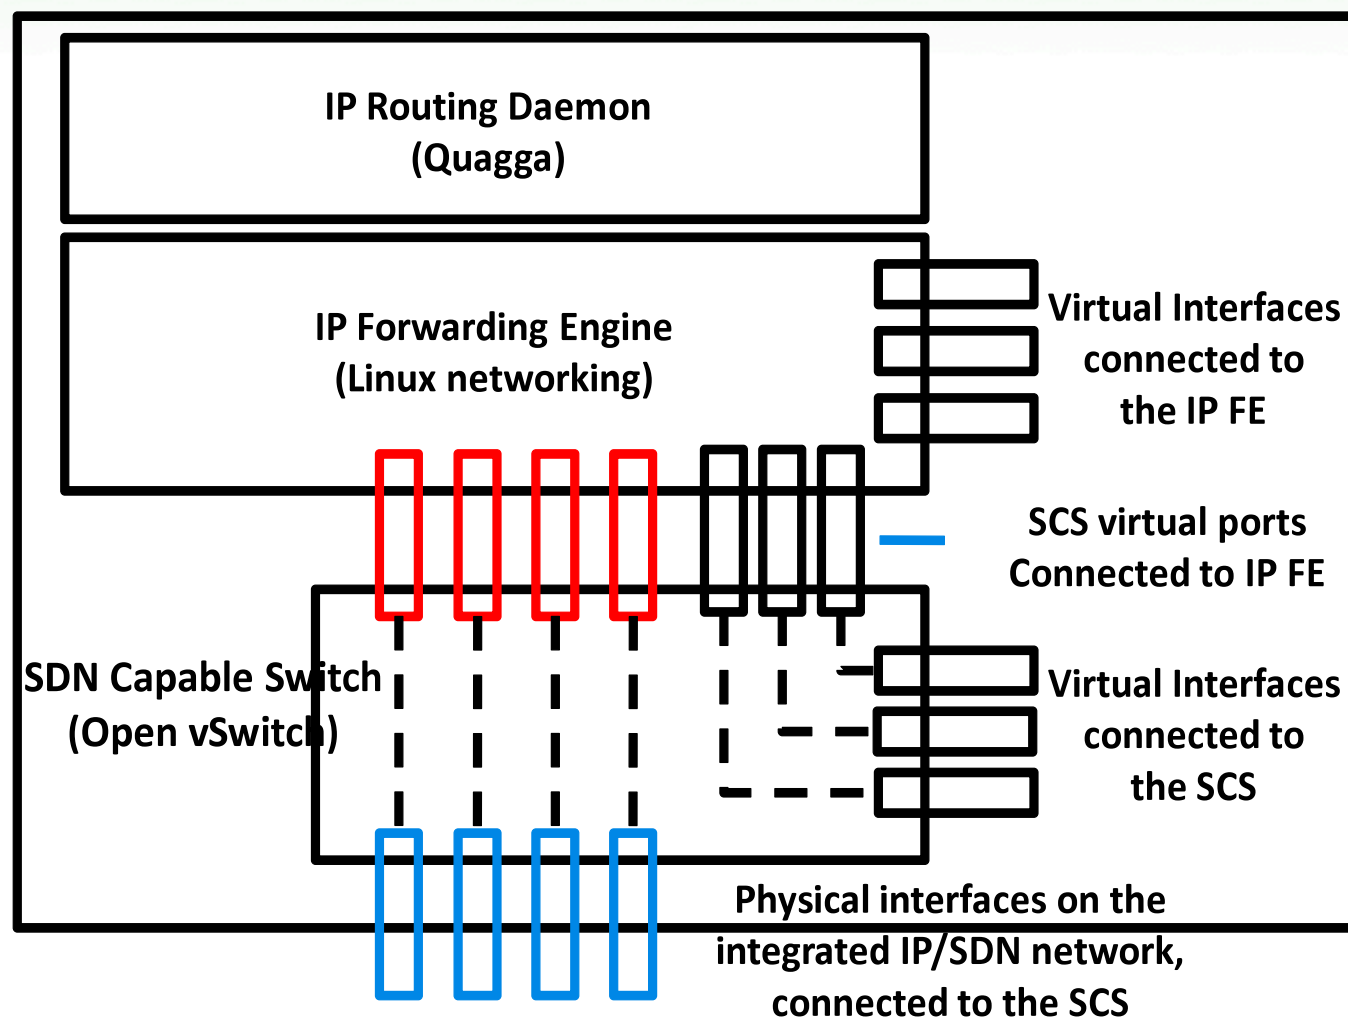 IP Routing Daemon
(Quagga)
IP Forwarding Engine
(Linux networking)
Virtual Interfaces
connected to
the IP FE
SCS virtual ports
Connected to IP FE
SDN Capable Switch
(Open vSwitch)
Virtual Interfaces
connected to
the SCS
Physical interfaces on the
integrated IP/SDN network,
connected to the SCS